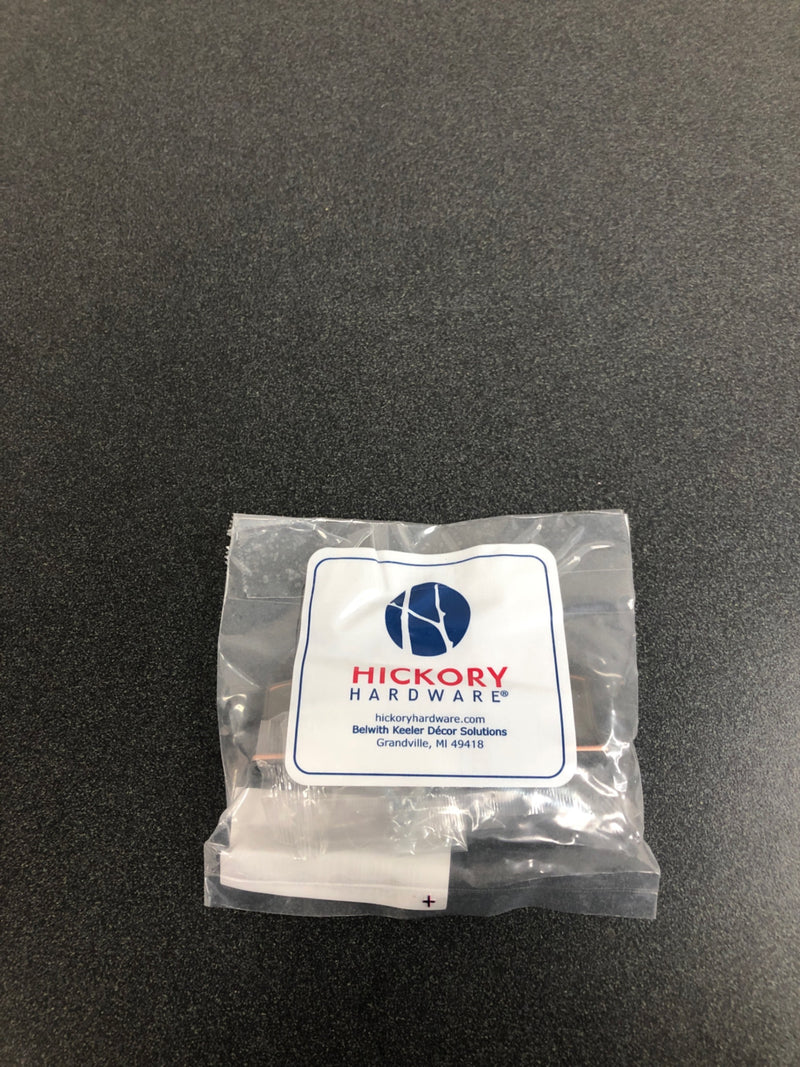 HICKORY
HARDWARE®
hickoryhardware.com
Belwith Keeler Décor Solutions
Grandville, MI 49418